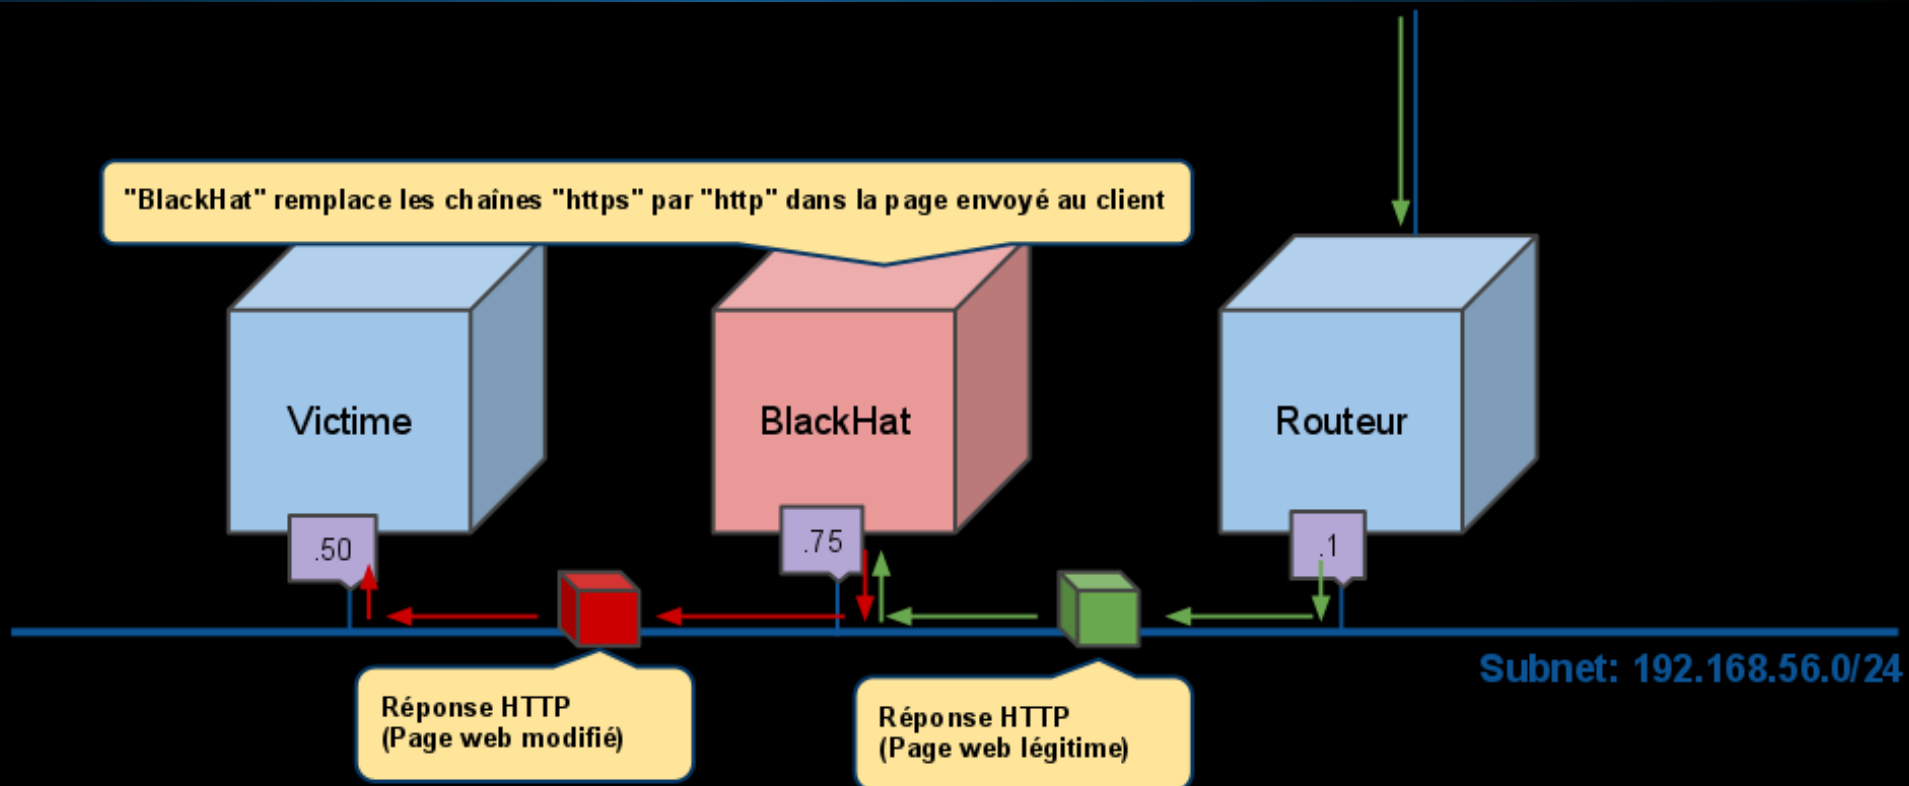 "BlackHat" remplace les chaînes "https" par "http" dans la page envoyé au client
Victime
BlackHat
Routeur
.50
.75
.1
Subnet: 192.168.56.0/24
Réponse HTTP
(Page web modifié)
Réponse HTTP
(Page web légitime)